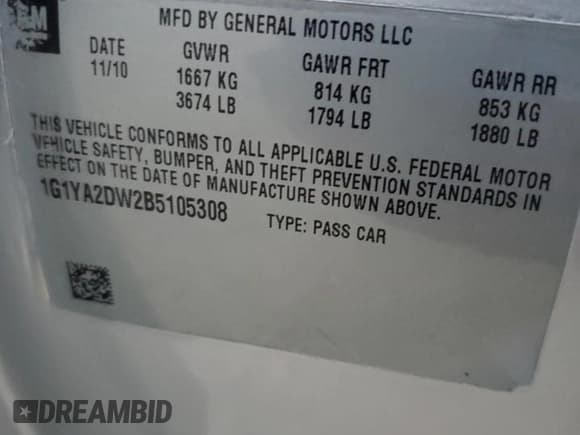 GM
MFD BY GENERAL MOTORS LLC
DATE GVWR GAWR FRT GAWR RR
11/10 1667 KG 814 KG 853 KG
3674 LB 1794 LB 1880 LB
THIS VEHICLE CONFORMS TO ALL APPLICABLE U.S. FEDERAL MOTOR
VEHICLE SAFETY, BUMPER, AND THEFT PREVENTION STANDARDS IN
EFFECT ON THE DATE OF MANUFACTURE SHOWN ABOVE.
1G1YA2DW2B5105308 TYPE: PASS CAR
DREAMBID